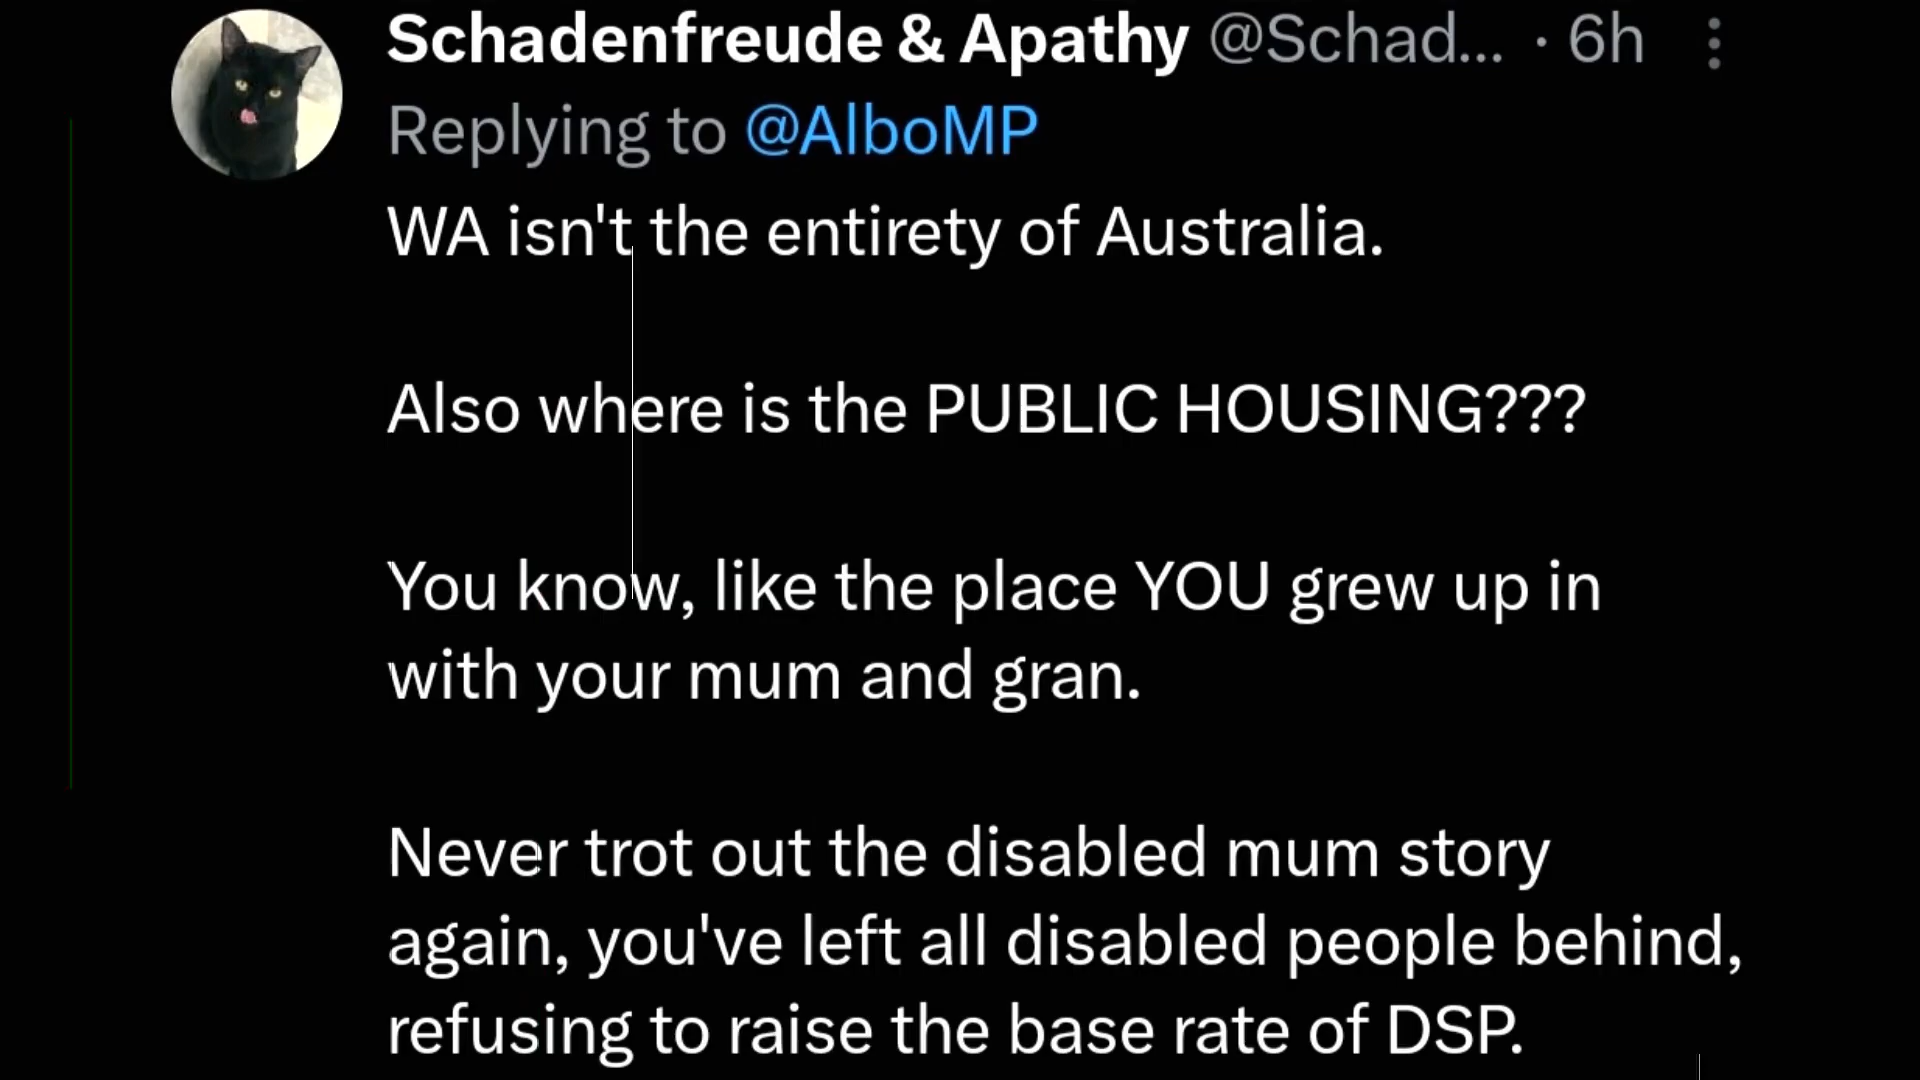 Schadenfreude & Apathy @Schad... · 6h
Replying to @AlboMP
WA isn't the entirety of Australia.
Also where is the PUBLIC HOUSING???
You know, like the place YOU grew up in
with your mum and gran.
Never trot out the disabled mum story
again, you've left all disabled people behind,
refusing to raise the base rate of DSP.